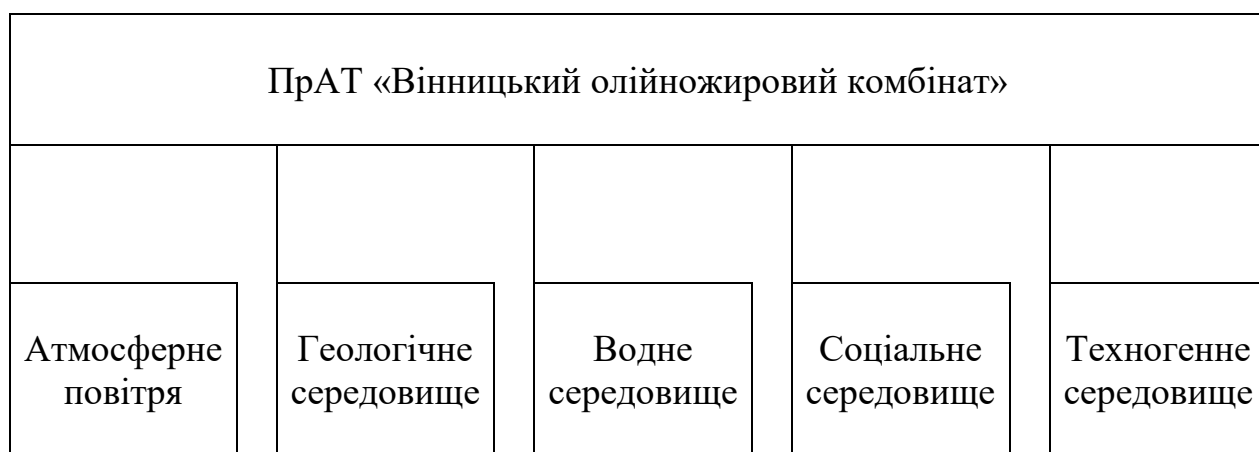 ПрАТ «Вінницький олійножировий комбінат»
Атмосферне
повітря
Геологічне
середовище
Водне
середовище
Соціальне
середовище
Техногенне
середовище